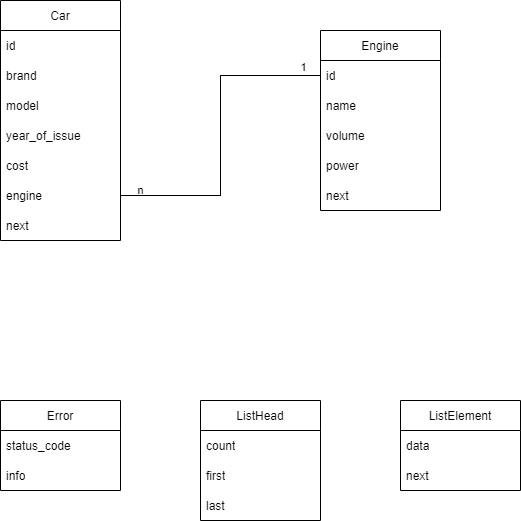 Car
id
brand
model
year_of_issue
cost
engine
next
n
1
Engine
id
name
volume
power
next
Error
status_code
info
ListHead
count
first
last
ListElement
data
next